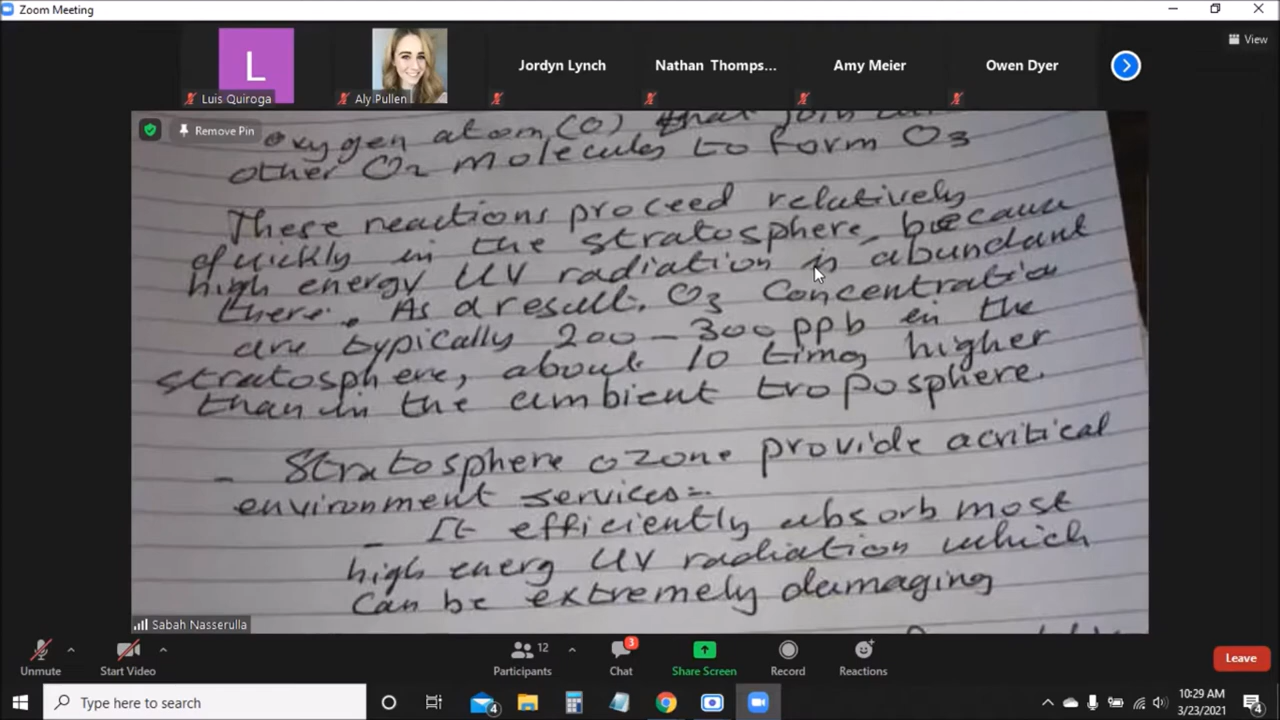 Zoom Meeting
View
L
Luis Quiroga
Aly Pullen
Jordyn Lynch
Nathan Thomps...
Amy Meier
Owen Dyer
Remove Pin
oxygen atom (O) that join
other O2 molecules to form O3
These reactions proceed relatively
quickly in the stratosphere, because
high energy UV radiation is abundant
there. As a result. O3 Concentration
are typically 200 - 300 ppb in the
stratosphere, about 10 times higher
than in the ambient troposphere.
- Stratosphere ozone provide a critical
environment services:-
- It efficiently absorb most
high energ UV radiation which
Can be extremely damaging
Sabah Nasserulla
Unmute
Start Video
12
Participants
3
Chat
Share Screen
Record
Reactions
Leave
Type here to search
4
10:29 AM
3/23/2021
4